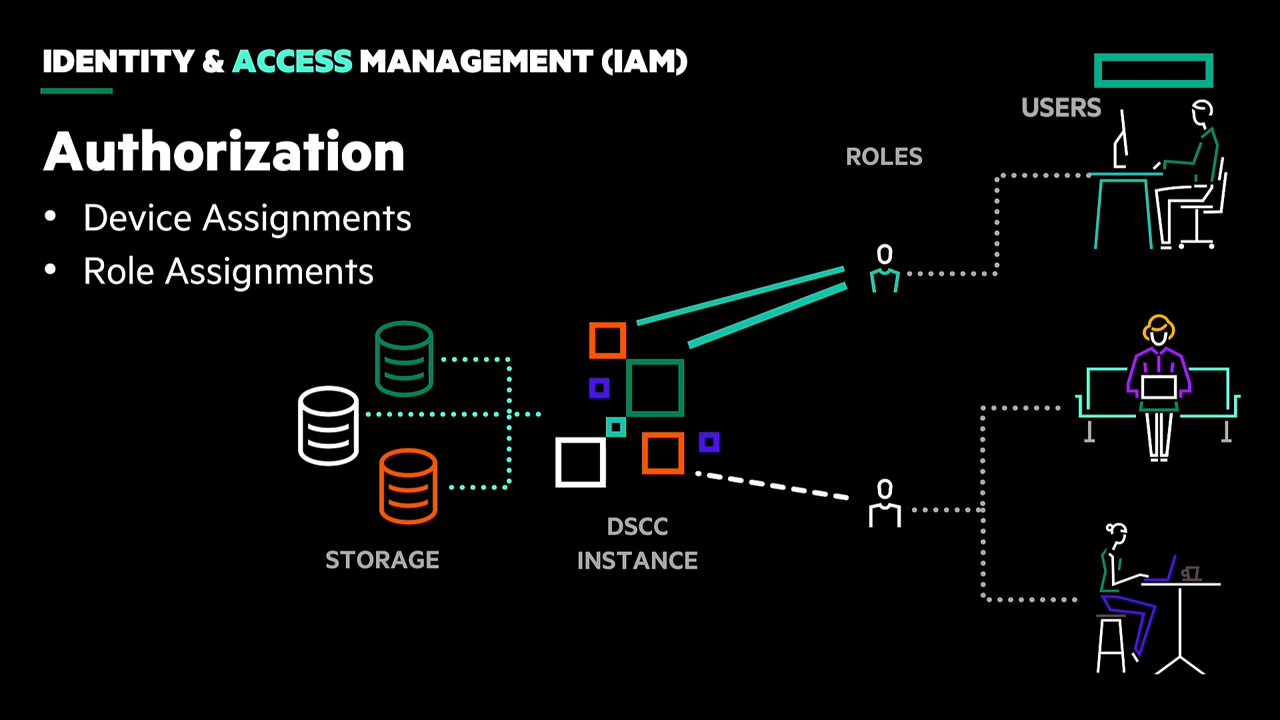 IDENTITY & ACCESS MANAGEMENT (IAM)
Authorization
• Device Assignments
• Role Assignments
USERS
ROLES
STORAGE
DSCC
INSTANCE